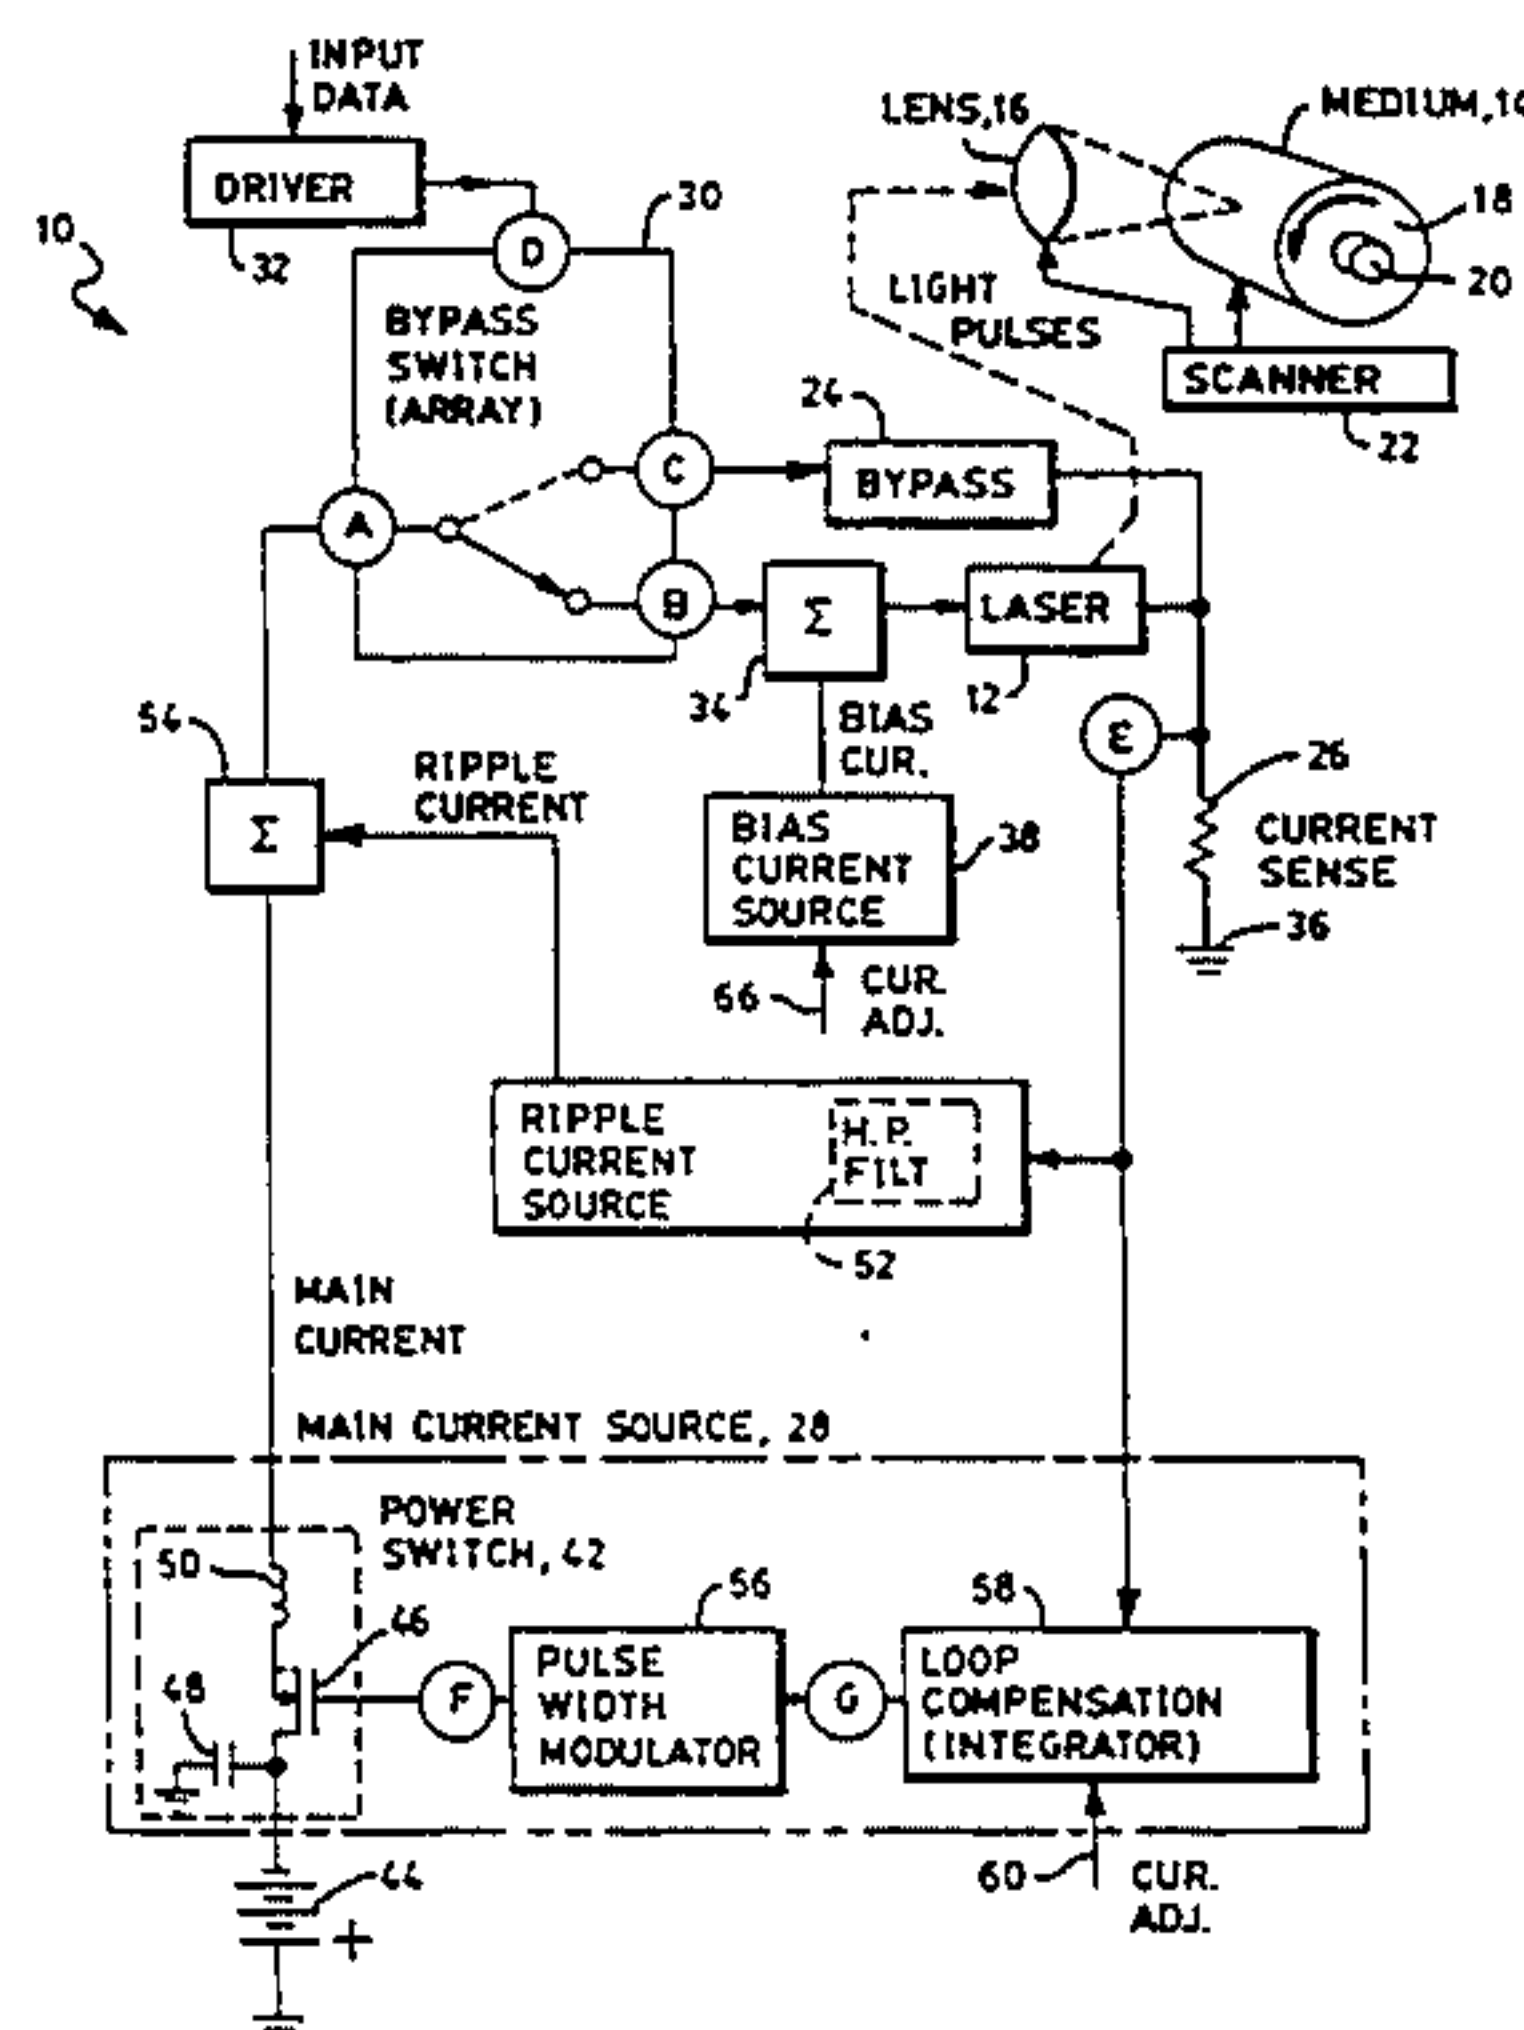 INPUT
DATA
DRIVER
32
10
D
30
BYPASS
SWITCH
(ARRAY)
LENS,16
MEDIUM,
18
20
LIGHT
PULSES
SCANNER
22
24
BYPASS
C
A
B
Σ
34
LASER
12
54
Σ
RIPPLE
CURRENT
BIAS
CUR.
E
26
CURRENT
SENSE
36
BIAS
CURRENT
SOURCE
38
66
CUR.
ADJ.
RIPPLE
CURRENT
SOURCE
H.P.
FILT
52
MAIN
CURRENT
MAIN CURRENT SOURCE, 28
POWER
SWITCH, 42
50
46
48
F
56
PULSE
WIDTH
MODULATOR
G
58
LOOP
COMPENSATION
(INTEGRATOR)
60
CUR.
ADJ.
44
+